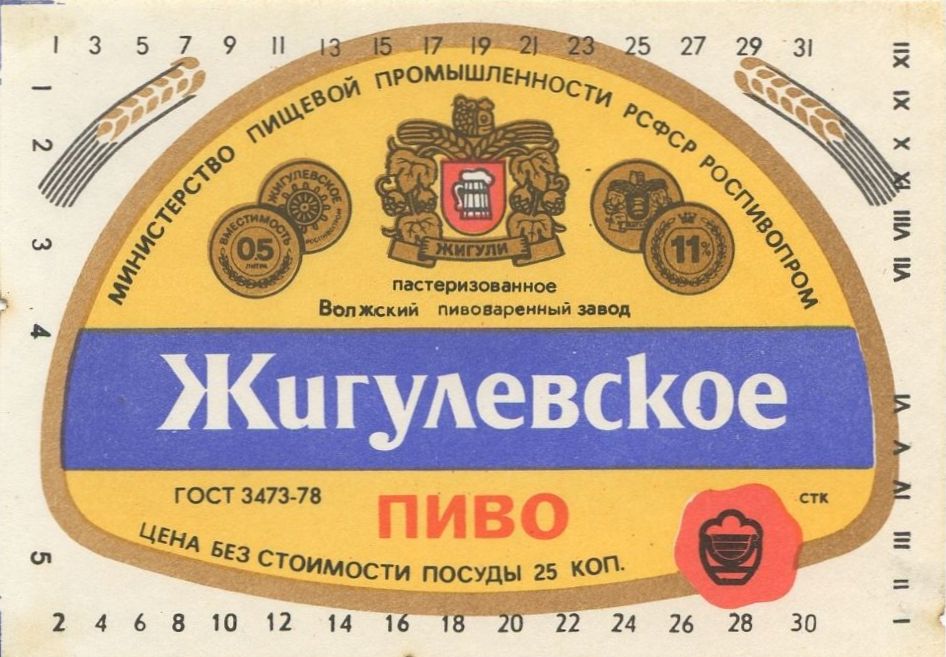 1 3 5 7 9 11 13 15 17 19 21 23 25 27 29 31
МИНИСТЕРСТВО ПИЩЕВОЙ ПРОМЫШЛЕННОСТИ РСФСР РОСПИВОПРОМ
ЖИГУЛЕВСКОЕ
РОСПИВОПРОМ
ВМЕСТИМОСТЬ
0.5
ЛИТРА
ЖИГУЛИ
11%
пастеризованное
Волжский пивоваренный завод
Жигулевское
ГОСТ 3473-78
ПИВО
СТК
ЦЕНА БЕЗ СТОИМОСТИ ПОСУДЫ 25 КОП.
1
2
3
4
5
XII
XI
X
IX
VIII
VII
VI
V
IV
III
II
I
2 4 6 8 10 12 14 16 18 20 22 24 26 28 30